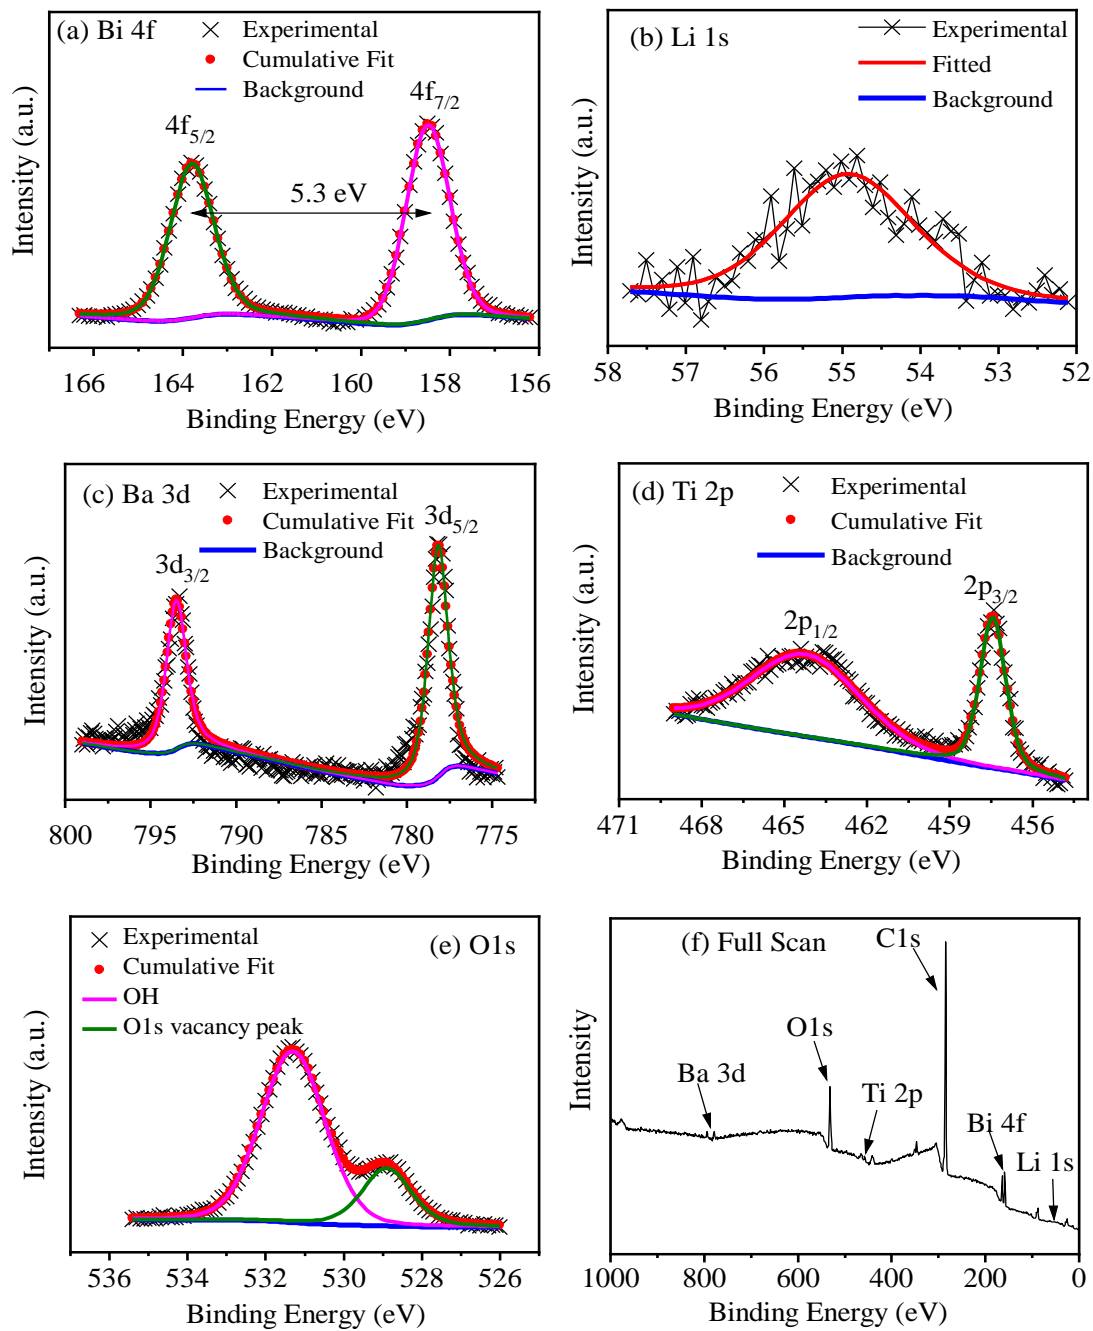 (a) Bi 4f
Experimental
Cumulative Fit
Background
4f5/2
4f7/2
5.3 eV
Intensity (a.u.)
166 164 162 160 158 156
Binding Energy (eV)
(b) Li 1s
Experimental
Fitted
Background
Intensity (a.u.)
58 57 56 55 54 53 52
Binding Energy (eV)
(c) Ba 3d
Experimental
Cumulative Fit
Background
3d3/2
3d5/2
Intensity (a.u.)
800 795 790 785 780 775
Binding Energy (eV)
(d) Ti 2p
Experimental
Cumulative Fit
Background
2p1/2
2p3/2
Intensity (a.u.)
471 468 465 462 459 456
Binding Energy (eV)
(e) O1s
Experimental
Cumulative Fit
OH
O1s vacancy peak
Intensity (a.u.)
536 534 532 530 528 526
Binding Energy (eV)
(f) Full Scan
C1s
O1s
Ba 3d
Ti 2p
Bi 4f
Li 1s
Intensity
1000 800 600 400 200 0
Binding Energy (eV)